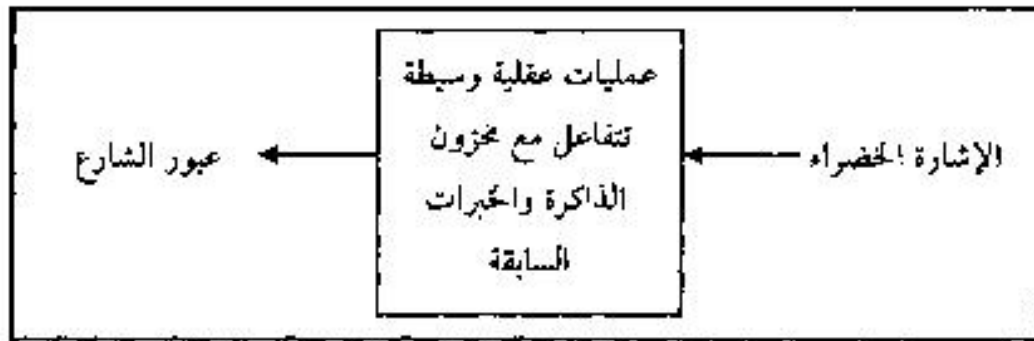 الإشارة الخضراء
عمليات عقلية وسيطة
تتفاعل مع مخزون
الذاكرة والخبرات
السابقة
عبور الشارع